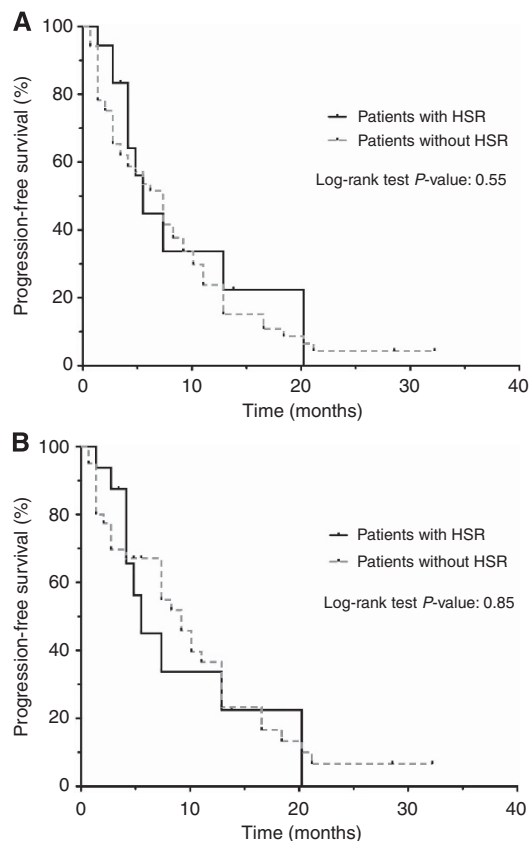 A
Progression-free survival (%)
100
80
60
40
20
0
Patients with HSR
Patients without HSR
Log-rank test P-value: 0.55
0 10 20 30 40
Time (months)
B
Progression-free survival (%)
100
80
60
40
20
0
Patients with HSR
Patients without HSR
Log-rank test P-value: 0.85
0 10 20 30 40
Time (months)